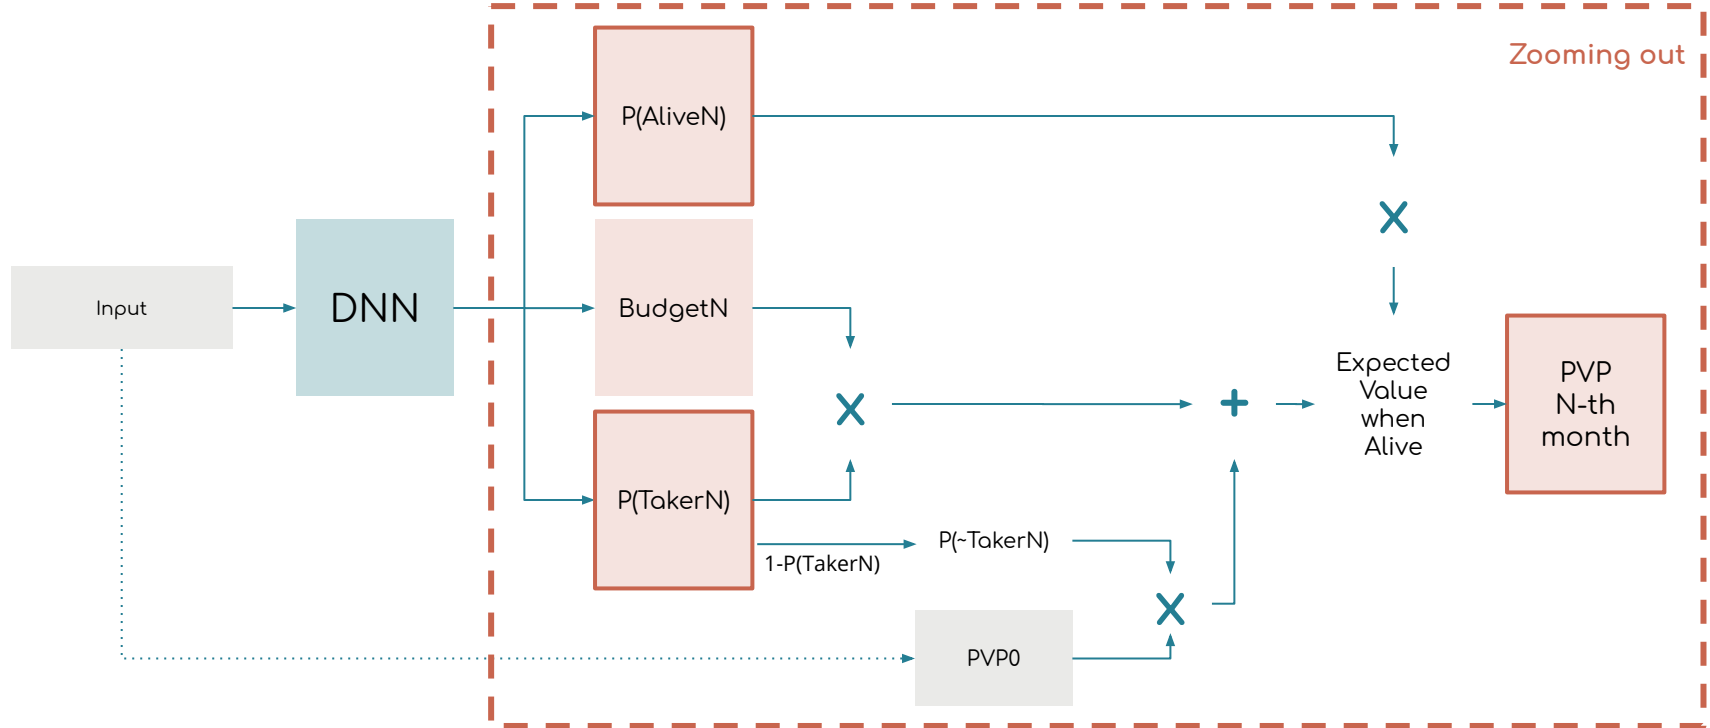 Zooming out
P(AliveN)
Input
DNN
BudgetN
Expected
Value
when
Alive
PVP
N-th
month
P(TakerN)
P(~TakerN)
1-P(TakerN)
PVP0